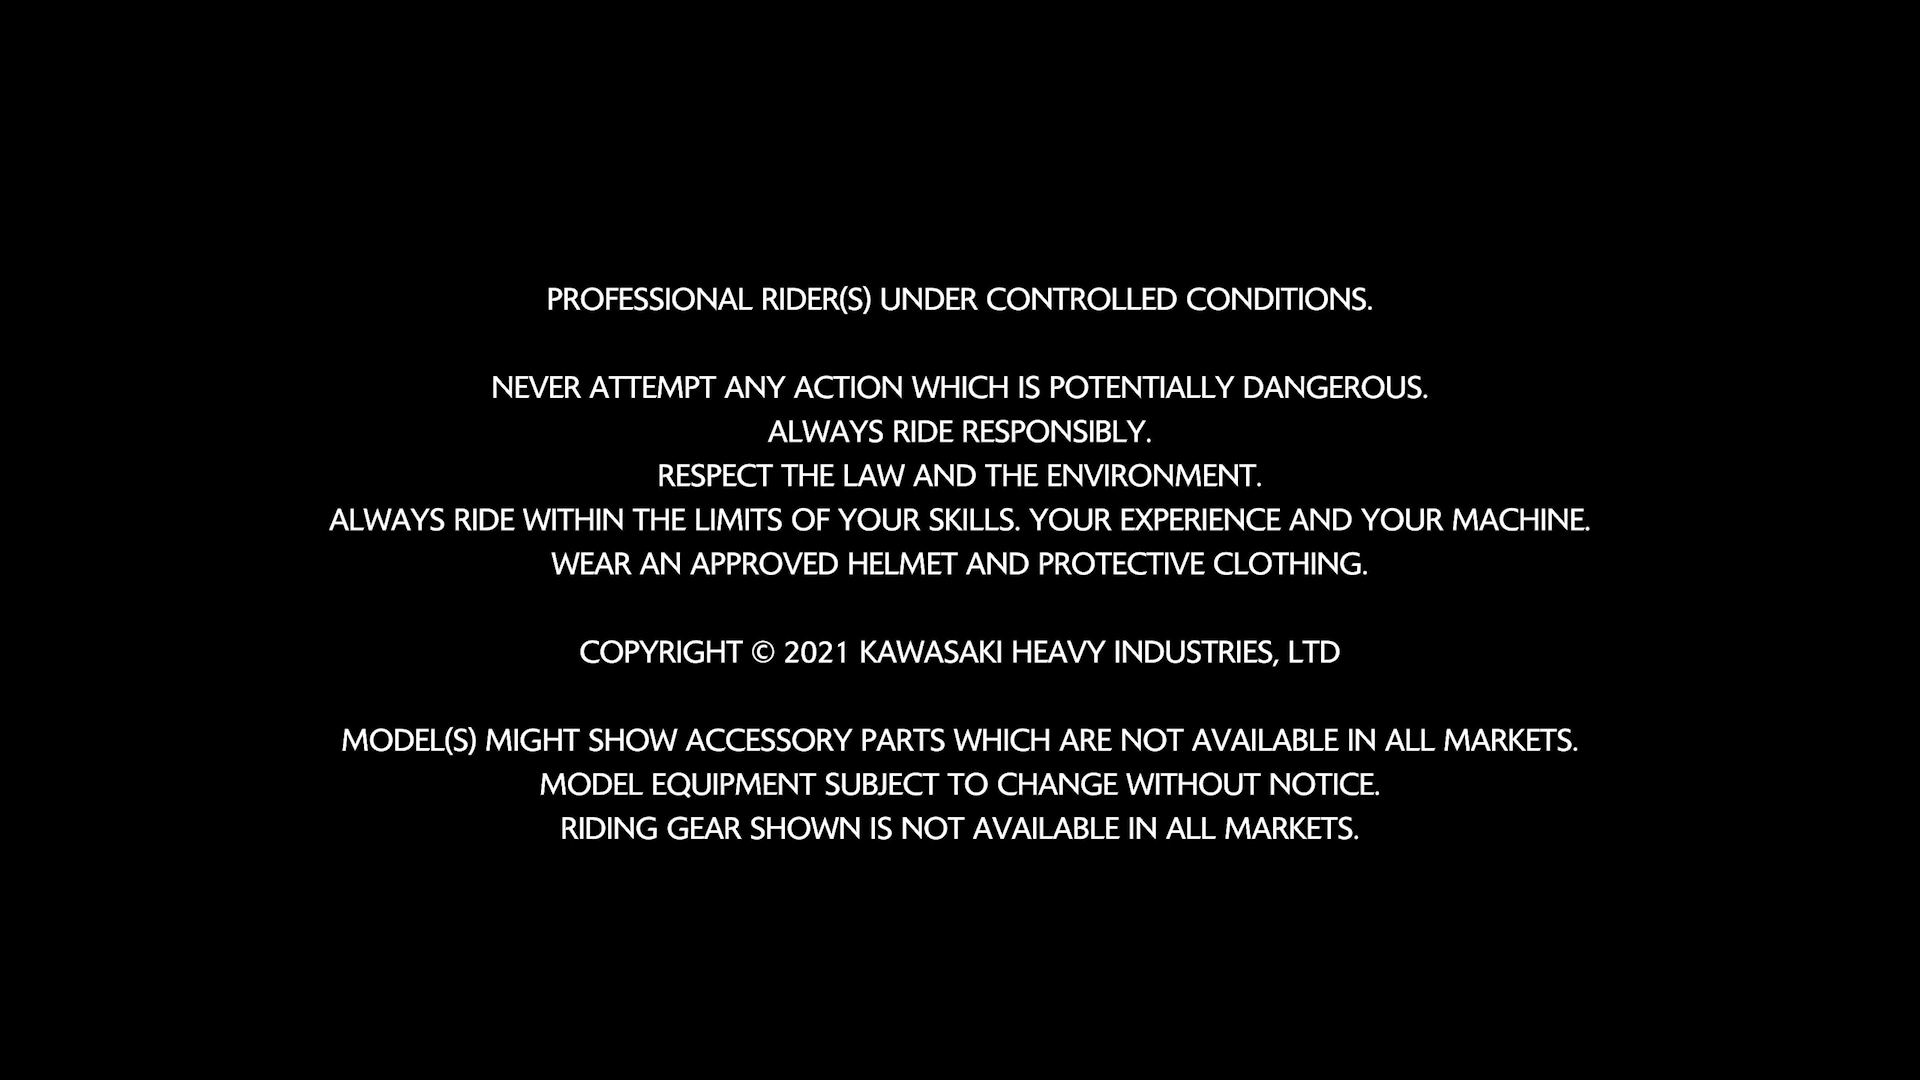 PROFESSIONAL RIDER(S) UNDER CONTROLLED CONDITIONS.
NEVER ATTEMPT ANY ACTION WHICH IS POTENTIALLY DANGEROUS.
ALWAYS RIDE RESPONSIBLY.
RESPECT THE LAW AND THE ENVIRONMENT.
ALWAYS RIDE WITHIN THE LIMITS OF YOUR SKILLS. YOUR EXPERIENCE AND YOUR MACHINE.
WEAR AN APPROVED HELMET AND PROTECTIVE CLOTHING.
COPYRIGHT © 2021 KAWASAKI HEAVY INDUSTRIES, LTD
MODEL(S) MIGHT SHOW ACCESSORY PARTS WHICH ARE NOT AVAILABLE IN ALL MARKETS.
MODEL EQUIPMENT SUBJECT TO CHANGE WITHOUT NOTICE.
RIDING GEAR SHOWN IS NOT AVAILABLE IN ALL MARKETS.